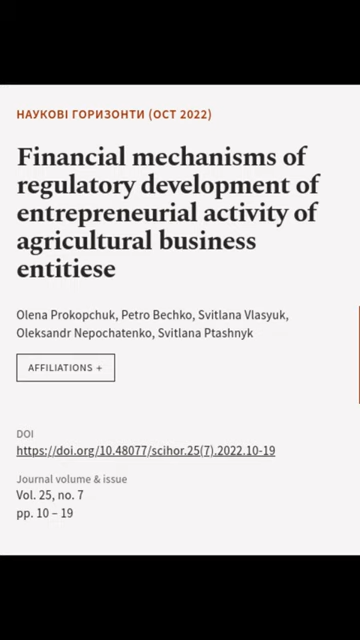 НАУКОВІ ГОРИЗОНТИ (OCT 2022)
Financial mechanisms of
regulatory development of
entrepreneurial activity of
agricultural business
entitiese
Olena Prokopchuk, Petro Bechko, Svitlana Vlasyuk,
Oleksandr Nepochatenko, Svitlana Ptashnyk
AFFILIATIONS +
DOI
https://doi.org/10.48077/scihor.25(7).2022.10-19
Journal volume & issue
Vol. 25, no. 7
pp. 10 – 19